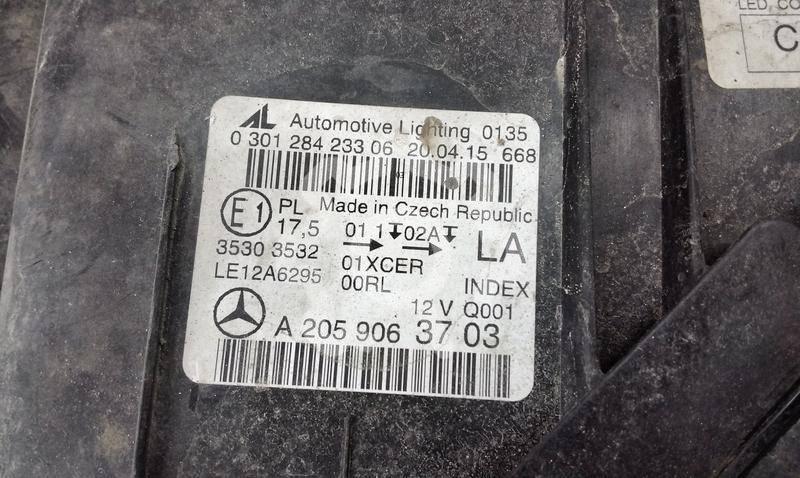 LED, CO
C
AL Automotive Lighting 0135
0 301 284 233 06 20.04.15 668
E1 PL Made in Czech Republic
17,5 01 1 02A LA
3530 3532 → →
LE12A6295 01XCER
00RL INDEX
12 V Q001
A 205 906 37 03